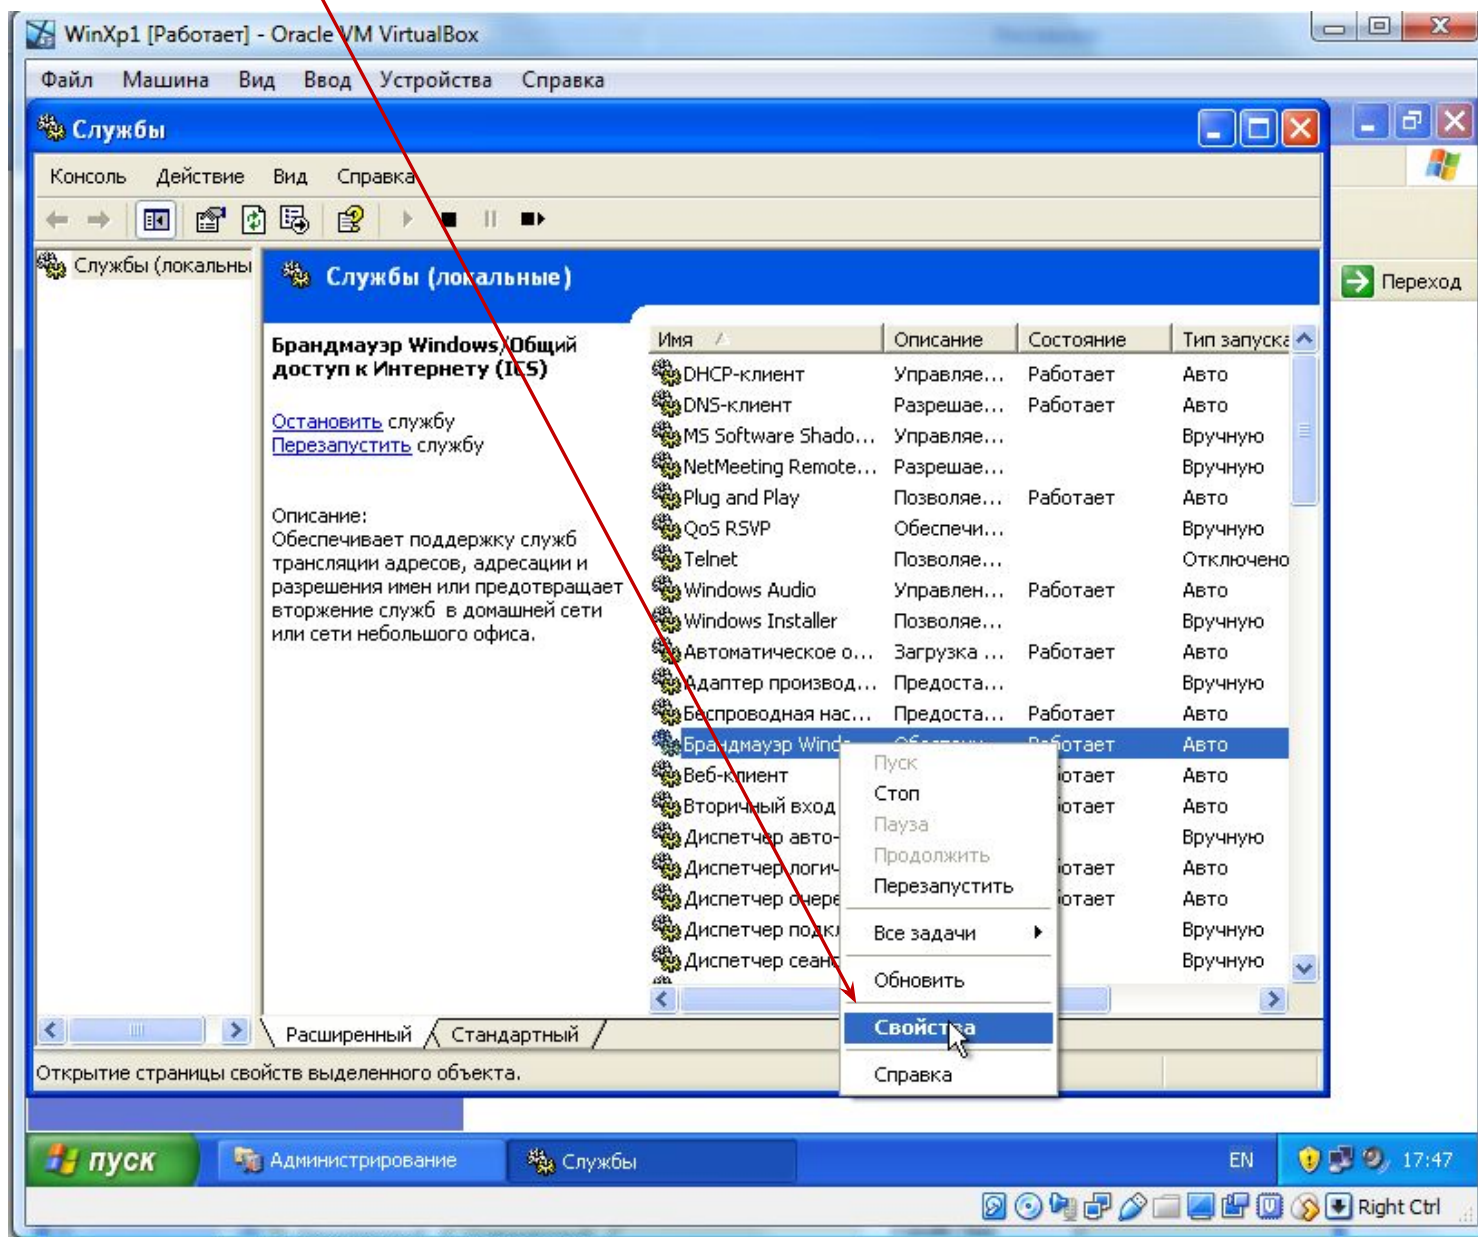 WinXp1 [Работает] - Oracle VM VirtualBox
Файл Машина Вид Ввод Устройства Справка
Службы
Консоль Действие Вид Справка
Службы (локальны
Службы (локальные)
Переход
Брандмауэр Windows/Общий
доступ к Интернету (ICS)
Остановить службу
Перезапустить службу
Описание:
Обеспечивает поддержку служб
трансляции адресов, адресации и
разрешения имен или предотвращает
вторжение служб в домашней сети
или сети небольшого офиса.
Имя Описание Состояние Тип запуска
DHCP-клиент Управляе... Работает Авто
DNS-клиент Разрешае... Работает Авто
MS Software Shado... Управляе... Вручную
NetMeeting Remote... Разрешае... Вручную
Plug and Play Позволяе... Работает Авто
QoS RSVP Обеспечи... Вручную
Telnet Позволяе... Отключено
Windows Audio Управлен... Работает Авто
Windows Installer Позволяе... Вручную
Автоматическое о... Загрузка ... Работает Авто
Адаптер производ... Предоста... Вручную
Беспроводная нас... Предоста... Работает Авто
Брандмауэр Windo Работает Авто
Веб-клиент отает Авто
Вторичный вход отает Авто
Диспетчер авто- Вручную
Диспетчер логич отает Авто
Диспетчер очере отает Авто
Диспетчер подк Вручную
Диспетчер сеанс Вручную
Пуск
Стоп
Пауза
Продолжить
Перезапустить
Все задачи
Обновить
Свойства
Справка
Расширенный Стандартный
Открытие страницы свойств выделенного объекта.
пуск Администрирование Службы EN 17:47
Right Ctrl